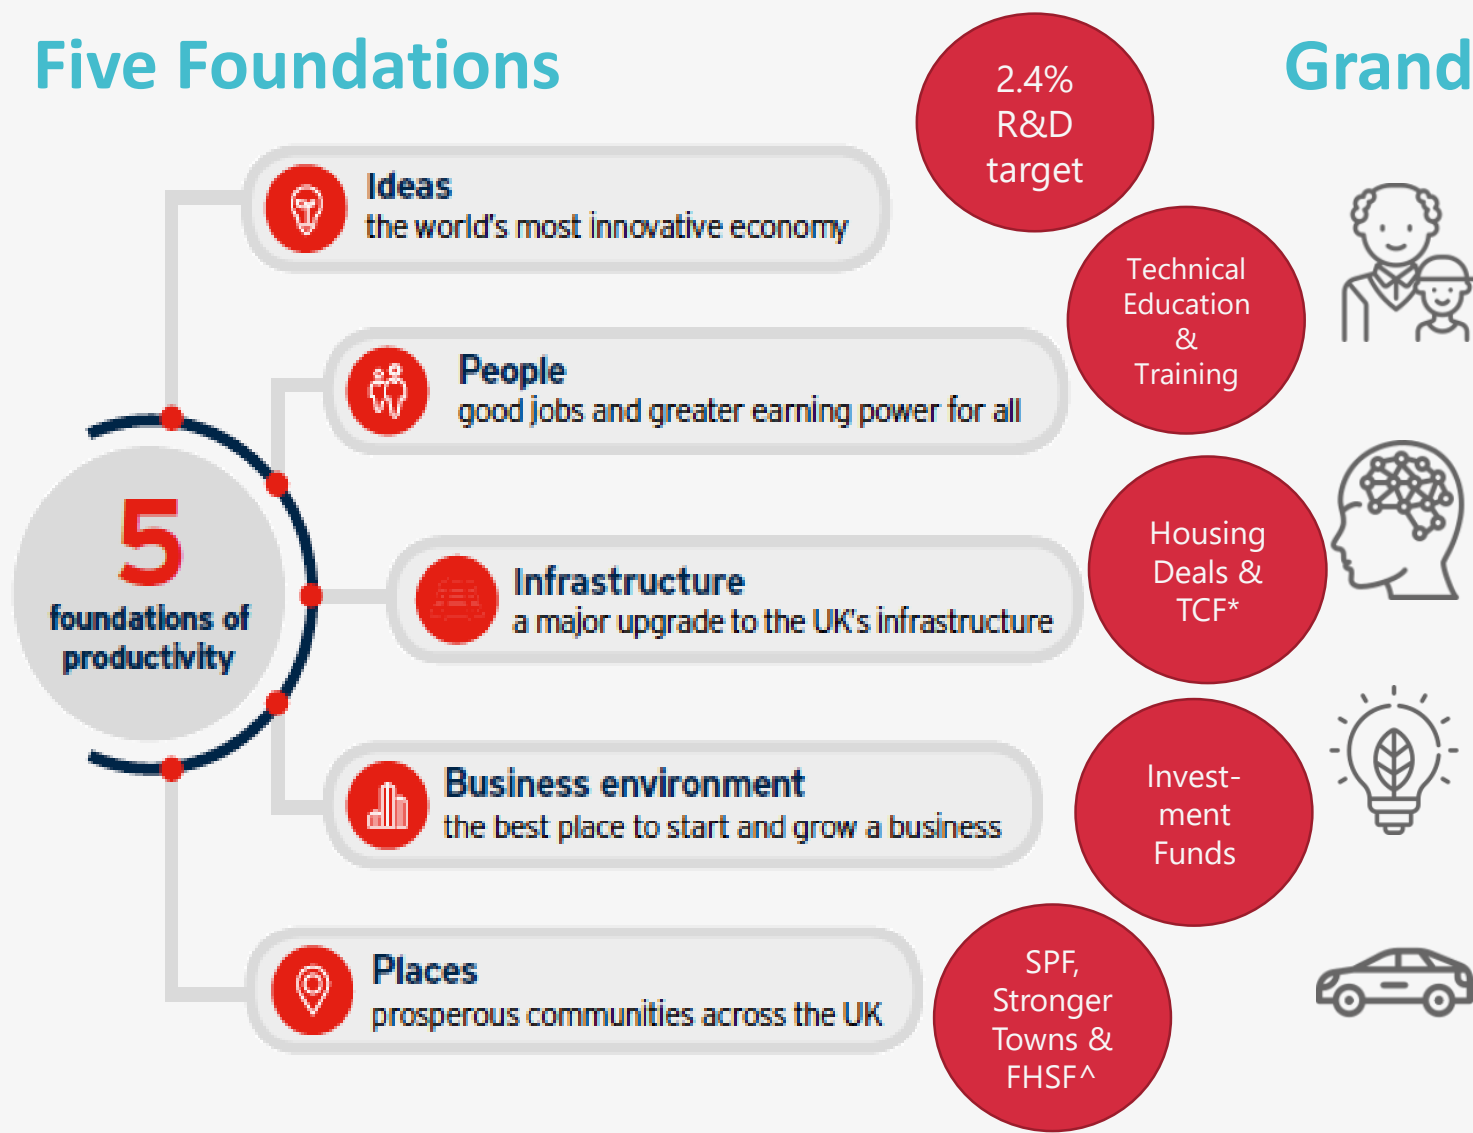 Five Foundations
Grand
2.4%
R&D
target
Ideas
the world's most innovative economy
Technical
Education
&
Training
People
good jobs and greater earning power for all
5
foundations of
productivity
Housing
Deals &
TCF*
Infrastructure
a major upgrade to the UK's infrastructure
Invest-
ment
Funds
Business environment
the best place to start and grow a business
SPF,
Stronger
Towns &
FHSF^
Places
prosperous communities across the UK